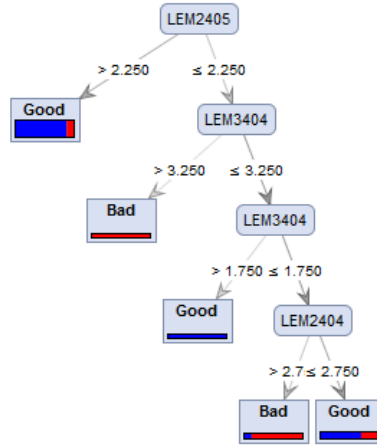 LEM2405
> 2.250 ≤ 2.250
Good
LEM3404
> 3.250 ≤ 3.250
Bad
LEM3404
> 1.750 ≤ 1.750
Good
LEM2404
> 2.7 ≤ 2.750
Bad Good